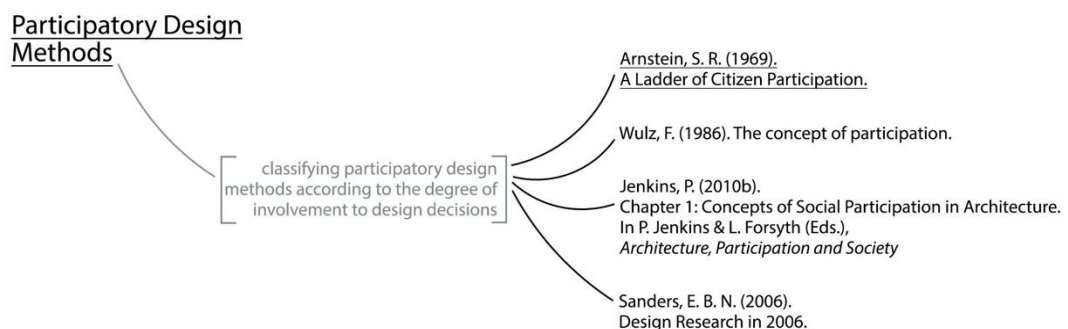 Participatory Design
Methods
classifying participatory design
methods according to the degree of
involvement to design decisions
Arnstein, S. R. (1969).
A Ladder of Citizen Participation.
Wulz, F. (1986). The concept of participation.
Jenkins, P. (2010b).
Chapter 1: Concepts of Social Participation in Architecture.
In P. Jenkins & L. Forsyth (Eds.),
Architecture, Participation and Society
Sanders, E. B. N. (2006).
Design Research in 2006.